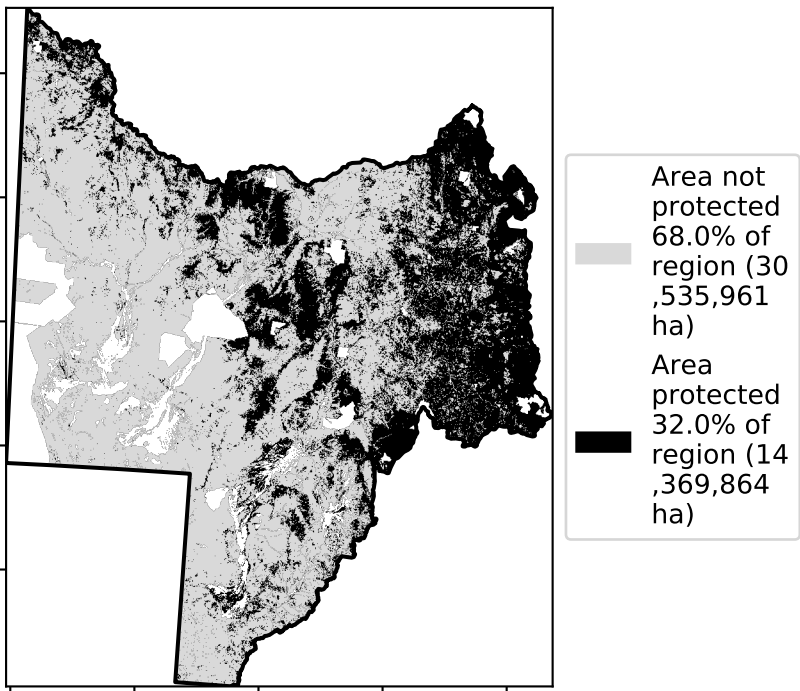 Area not
protected
68.0% of
region (30
,535,961
ha)
Area
protected
32.0% of
region (14
,369,864
ha)